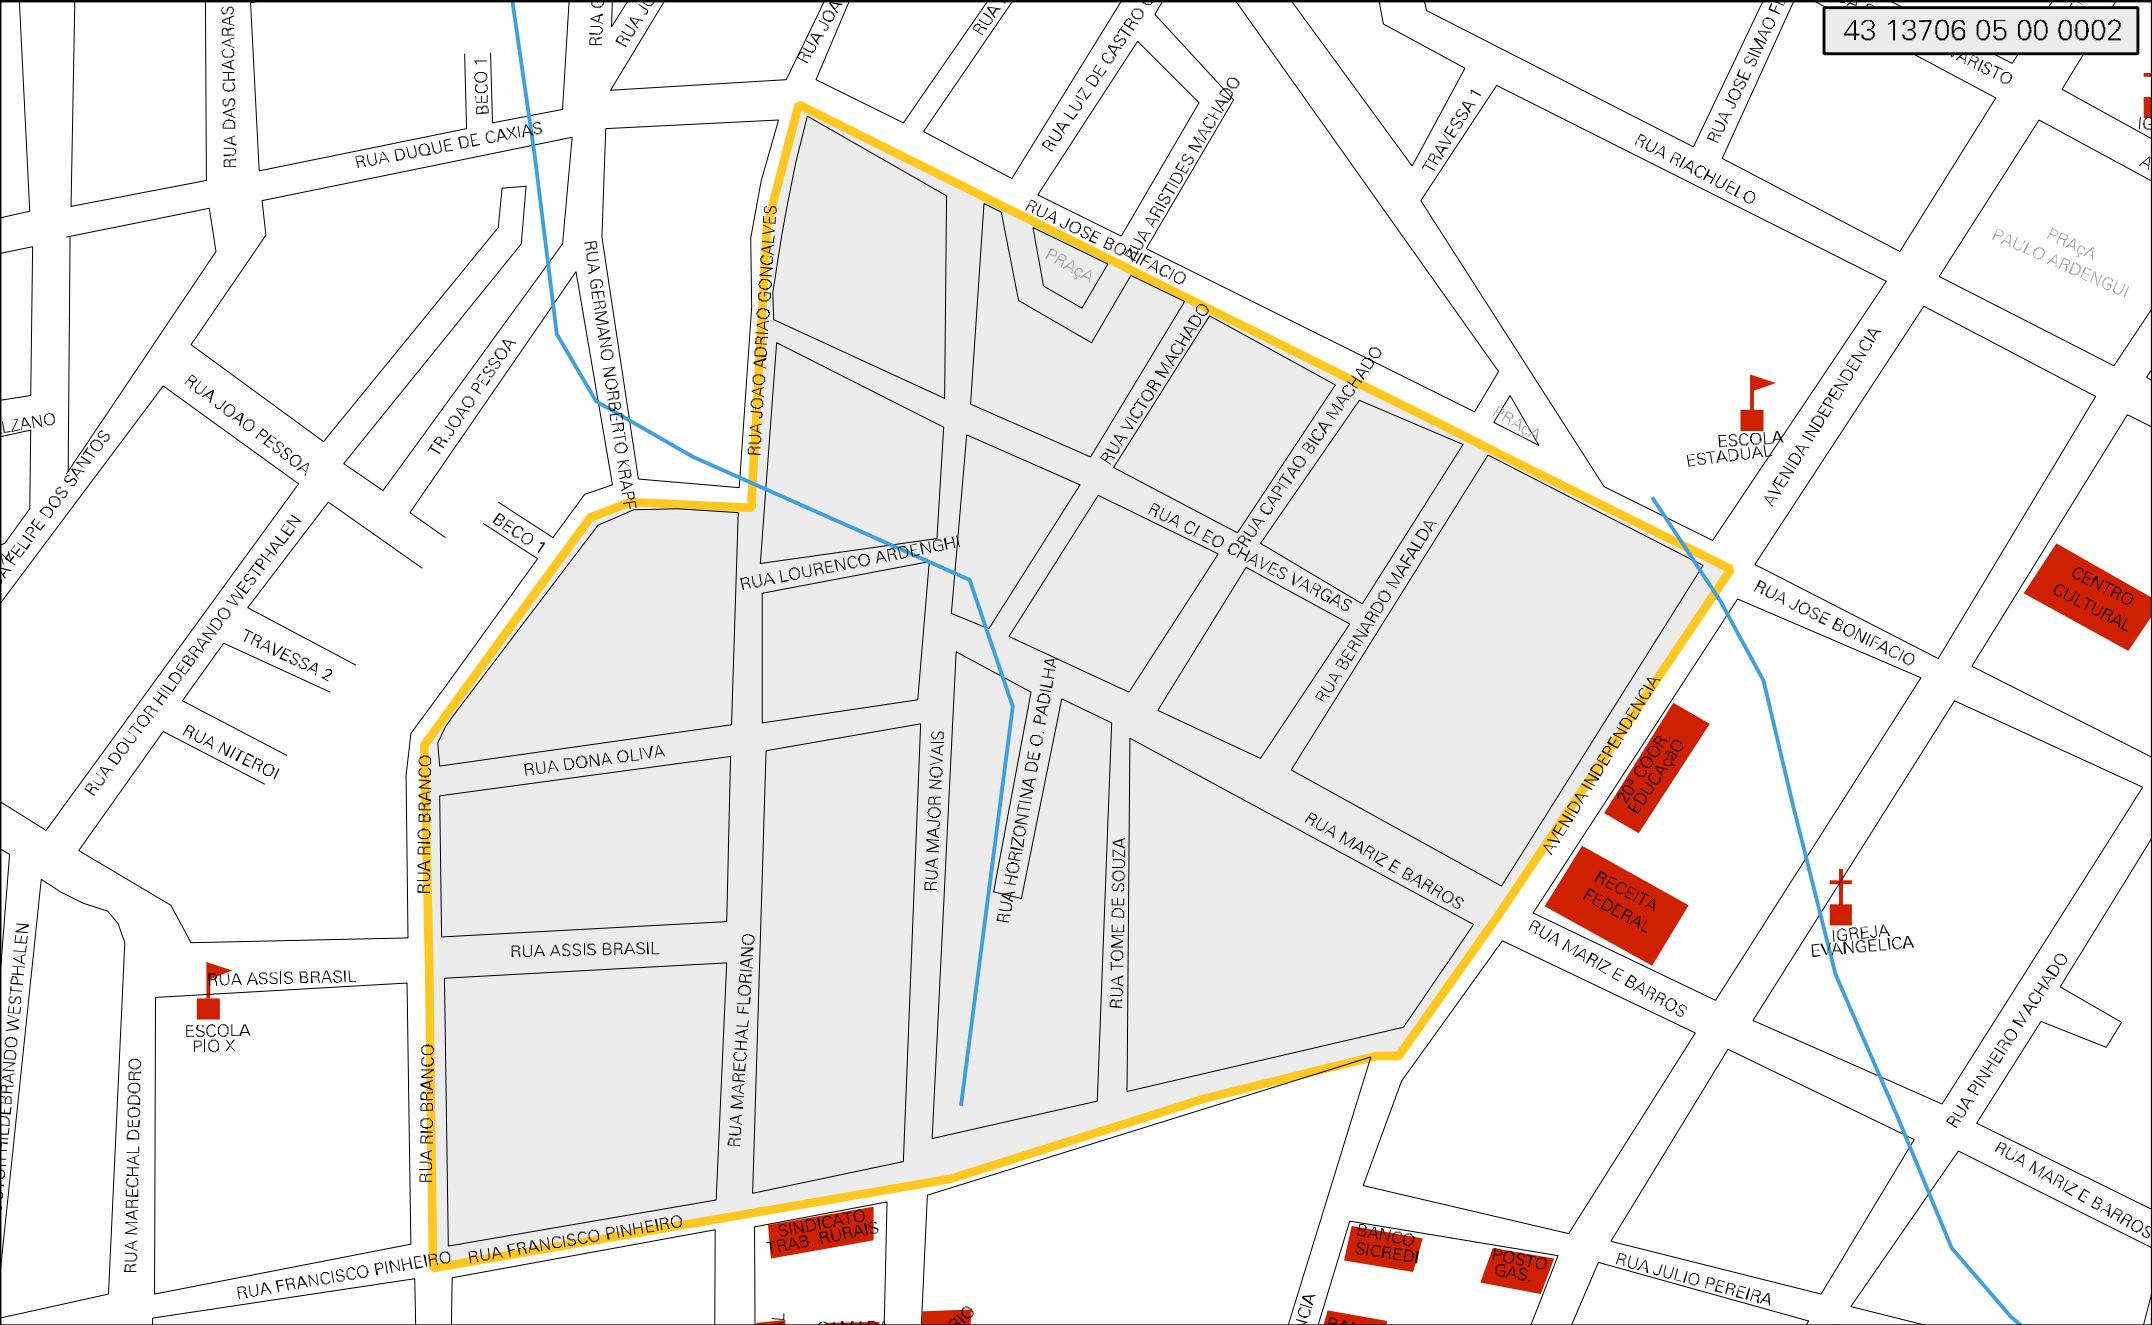 43 13706 05 00 0002
RUA DAS CHACARAS
BECO 1
RUA DUQUE DE CAXIAS
RUA LUIZ DE CASTRO
RUA ARISTIDES MACHADO
TRAVESSA 1
RUA JOSE SIMAO
RUA RIACHUELO
PRAçA
PAULO ARDENGUI
RUA JOSE BONIFACIO
PRAçA
RUA GERMANO NORBERTO KRAPF
RUA JOAO ADRIAO GONCALVES
RUA VICTOR MACHADO
RUA CAPITAO BICA MACHADO
PRAçA
ESCOLA
ESTADUAL
AVENIDA INDEPENDENCIA
TR.JOAO PESSOA
RUA JOAO PESSOA
FELIPE DOS SANTOS
BECO 1
RUA LOURENCO ARDENGHI
RUA CLEO CHAVES VARGAS
RUA BERNARDO MAFALDA
RUA JOSE BONIFACIO
CENTRO
CULTURAL
RUA DOUTOR HILDEBRANDO WESTPHALEN
TRAVESSA 2
RUA NITEROI
RUA DONA OLIVA
RUA RIO BRANCO
RUA MAJOR NOVAIS
RUA HORIZONTINA DE O. PADILHA
RUA TOME DE SOUZA
RUA MARIZ E BARROS
AVENIDA INDEPENDENCIA
20ª COOR.
EDUCAçãO
RECEITA
FEDERAL
RUA MARIZ E BARROS
IGREJA
EVANGELICA
RUA PINHEIRO MACHADO
RUA ASSIS BRASIL
RUA ASSIS BRASIL
ESCOLA
PIO X
HILDEBRANDO WESTPHALEN
RUA MARECHAL DEODORO
RUA RIO BRANCO
RUA MARECHAL FLORIANO
RUA MARIZ E BARROS
RUA FRANCISCO PINHEIRO
RUA FRANCISCO PINHEIRO
SINDICATO
TRAB. RURAIS
BANCO
SICREDI
POSTO
GAS.
RUA JULIO PEREIRA